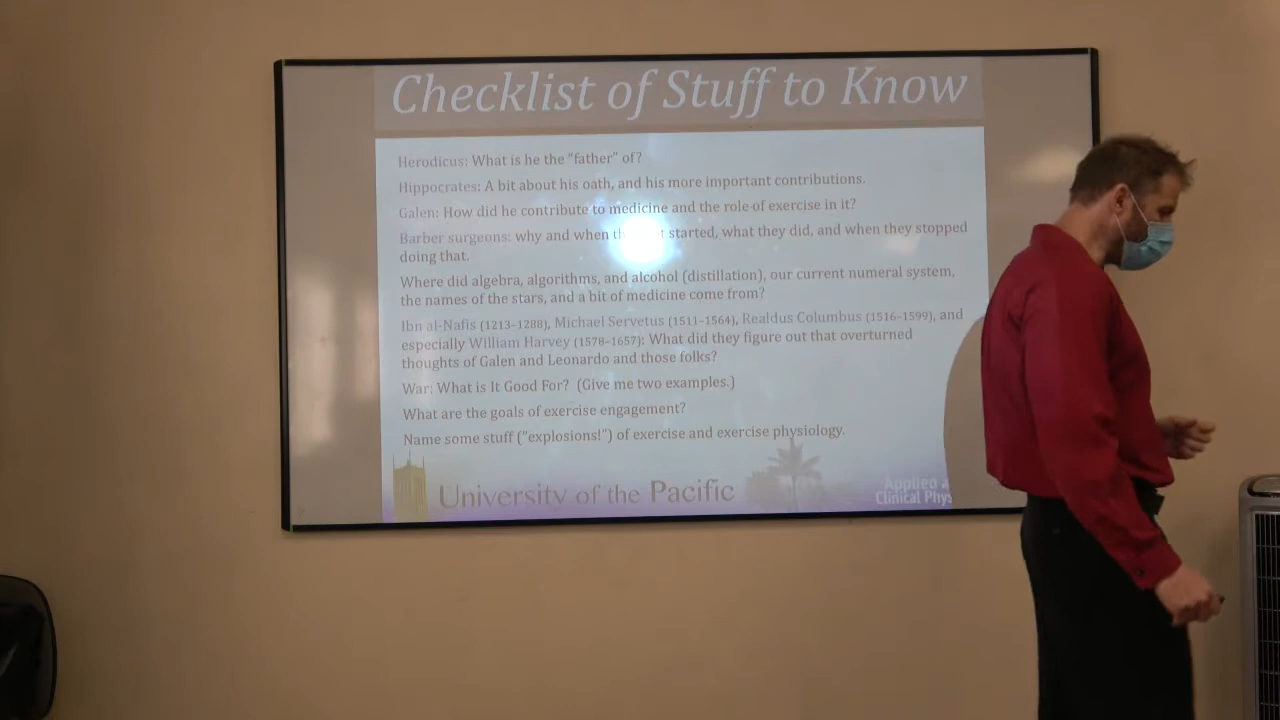 Checklist of Stuff to Know
Herodicus: What is he the “father” of?
Hippocrates: A bit about his oath, and his more important contributions.
Galen: How did he contribute to medicine and the role of exercise in it?
Barber surgeons: why and when started, what they did, and when they stopped
doing that.
Where did algebra, algorithms, and alcohol (distillation), our current numeral system,
the names of the stars, and a bit of medicine come from?
Ibn al-Nafis (1213–1288), Michael Servetus (1511–1564), Realdus Columbus (1516–1599), and
especially William Harvey (1578–1657): What did they figure out that overturned
thoughts of Galen and Leonardo and those folks?
War: What is It Good For? (Give me two examples.)
What are the goals of exercise engagement?
Name some stuff (“explosions!”) of exercise and exercise physiology.
University of the Pacific
Applied
Clinical Phys